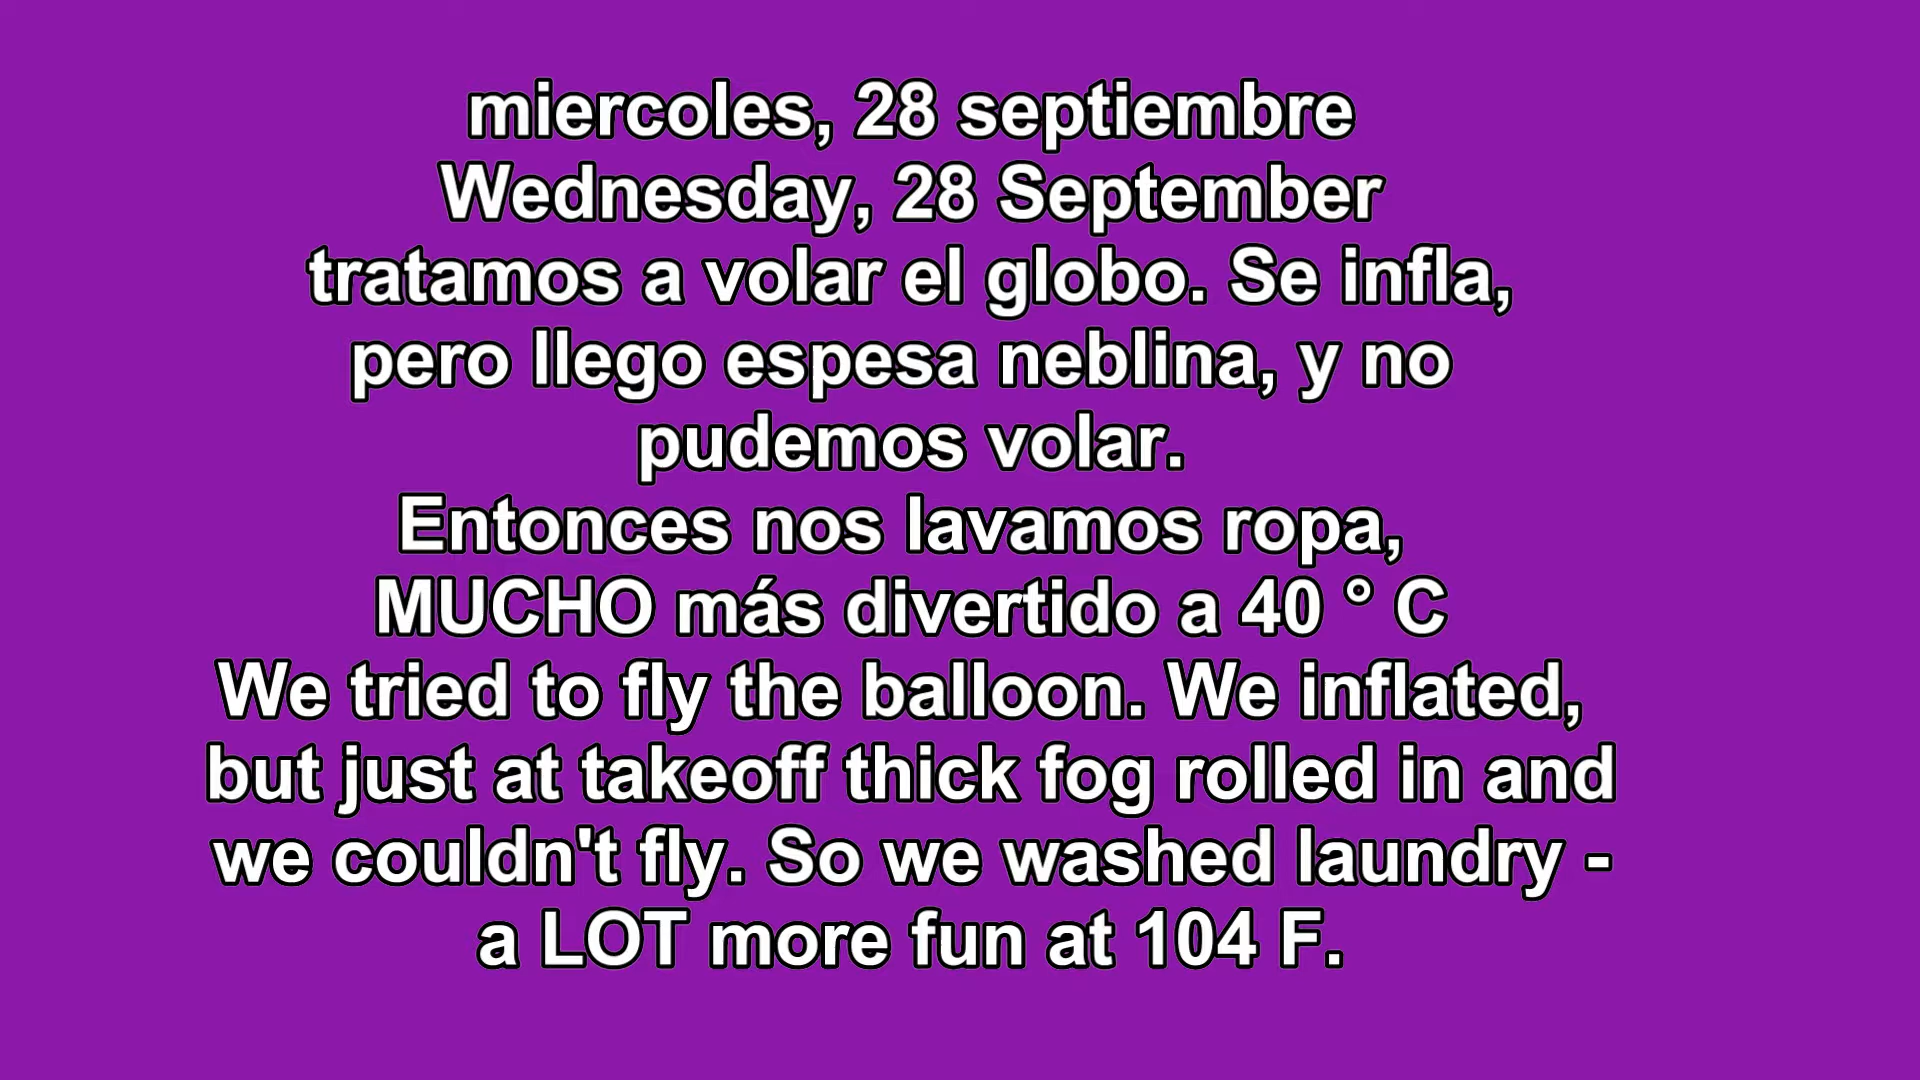 miercoles, 28 septiembre
Wednesday, 28 September
tratamos a volar el globo. Se infla,
pero llego espesa neblina, y no
pudemos volar.
Entonces nos lavamos ropa,
MUCHO más divertido a 40 ° C
We tried to fly the balloon. We inflated,
but just at takeoff thick fog rolled in and
we couldn't fly. So we washed laundry -
a LOT more fun at 104 F.